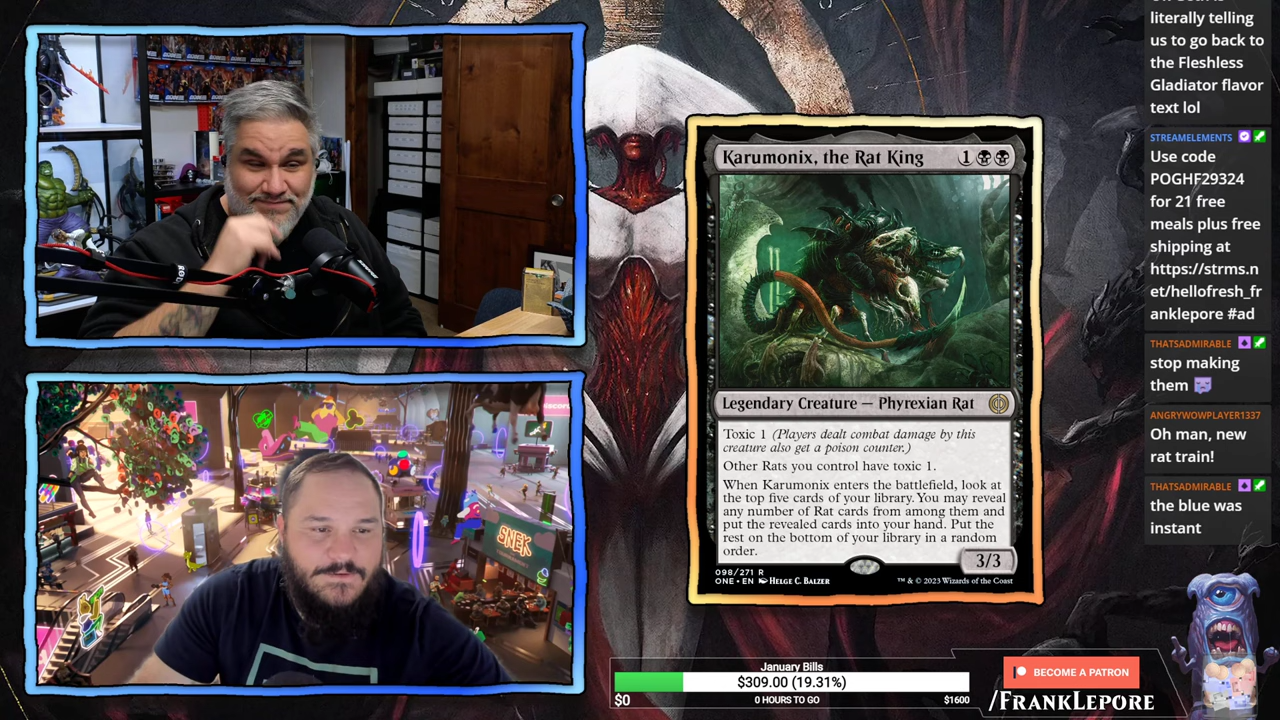 literally telling
us to go back to
the Fleshless
Gladiator flavor
text lol
STREAMELEMENTS
Use code
POGHF29324
for 21 free
meals plus free
shipping at
https://strms.n
et/hellofresh_fr
anklepore #ad
THATSADMIRABLE
stop making
them
ANGRYWOWPLAYER1337
Oh man, new
rat train!
THATSADMIRABLE
the blue was
instant
Karumonix, the Rat King 1
Legendary Creature — Phyrexian Rat
Toxic 1 (Players dealt combat damage by this
creature also get a poison counter.)
Other Rats you control have toxic 1.
When Karumonix enters the battlefield, look at
the top five cards of your library. You may reveal
any number of Rat cards from among them and
put the revealed cards into your hand. Put the
rest on the bottom of your library in a random
order.
3/3
098/271 R
ONE • EN Helge C. Balzer
™ & © 2023 Wizards of the Coast
SNEK
January Bills
$309.00 (19.31%)
$0 0 HOURS TO GO $1600
BECOME A PATRON
/FRANKLEPORE